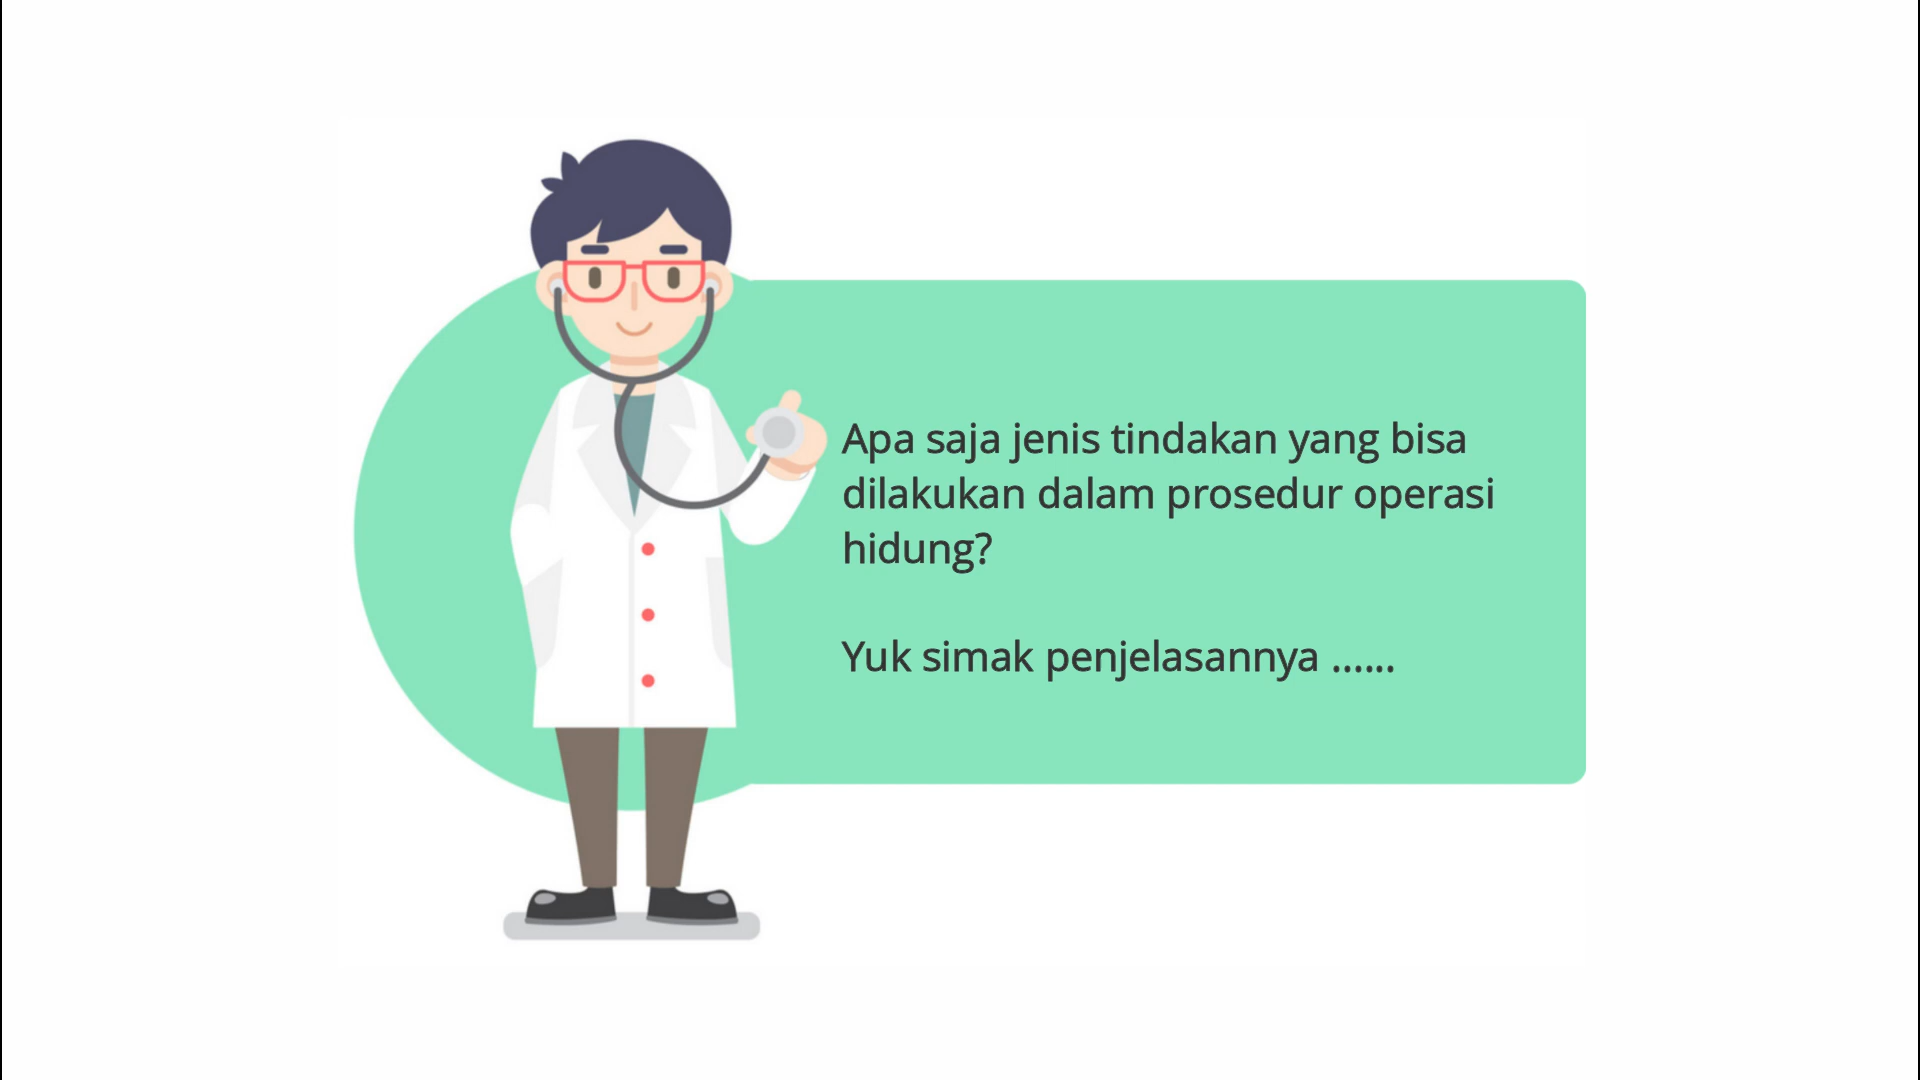 Apa saja jenis tindakan yang bisa
dilakukan dalam prosedur operasi
hidung?
Yuk simak penjelasannya ......